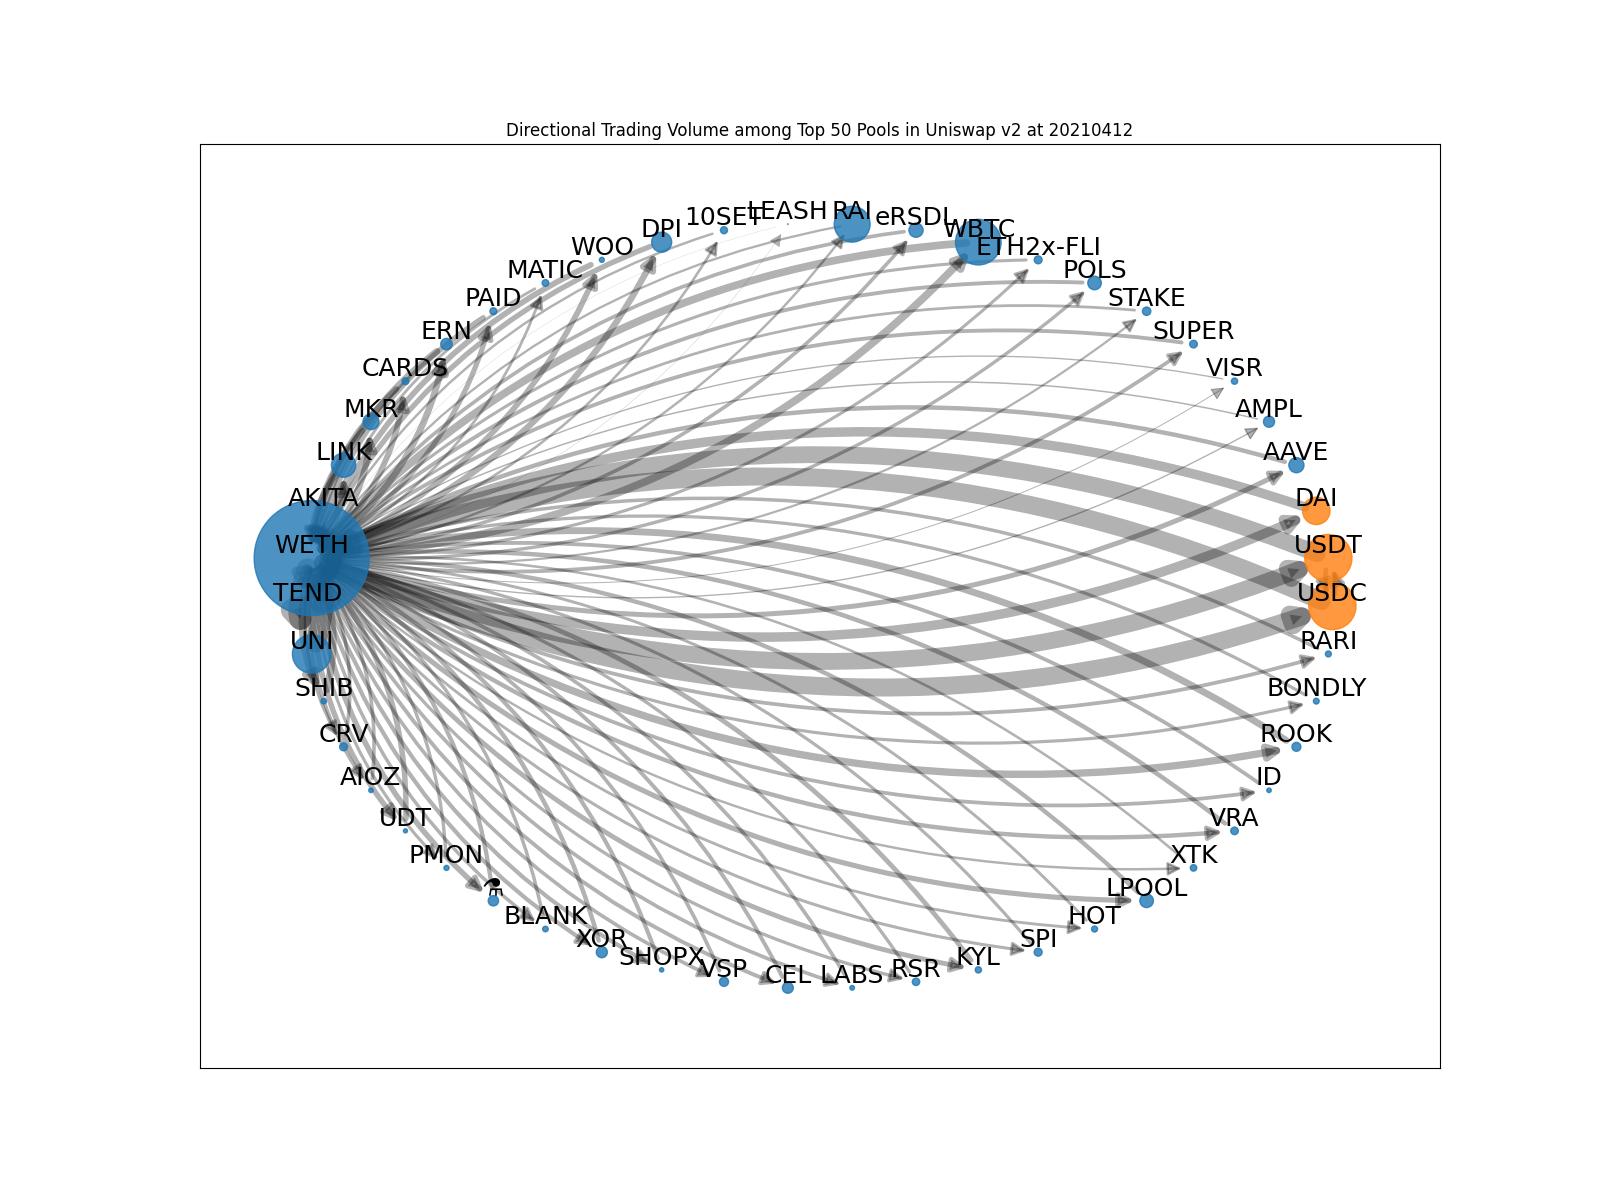 Directional Trading Volume among Top 50 Pools in Uniswap v2 at 20210412
10SET
LEASH
RAI
eRSDL
DPI
WBTC
WOO
ETH2x-FLI
MATIC
POLS
PAID
STAKE
ERN
SUPER
CARDS
VISR
MKR
AMPL
LINK
AAVE
AKITA
DAI
WETH
USDT
TEND
USDC
UNI
RARI
SHIB
BONDLY
CRV
ROOK
AIOZ
ID
UDT
VRA
PMON
XTK
⚗
LPOOL
BLANK
HOT
XOR
SPI
SHOPX
KYL
VSP
RSR
CEL
LABS